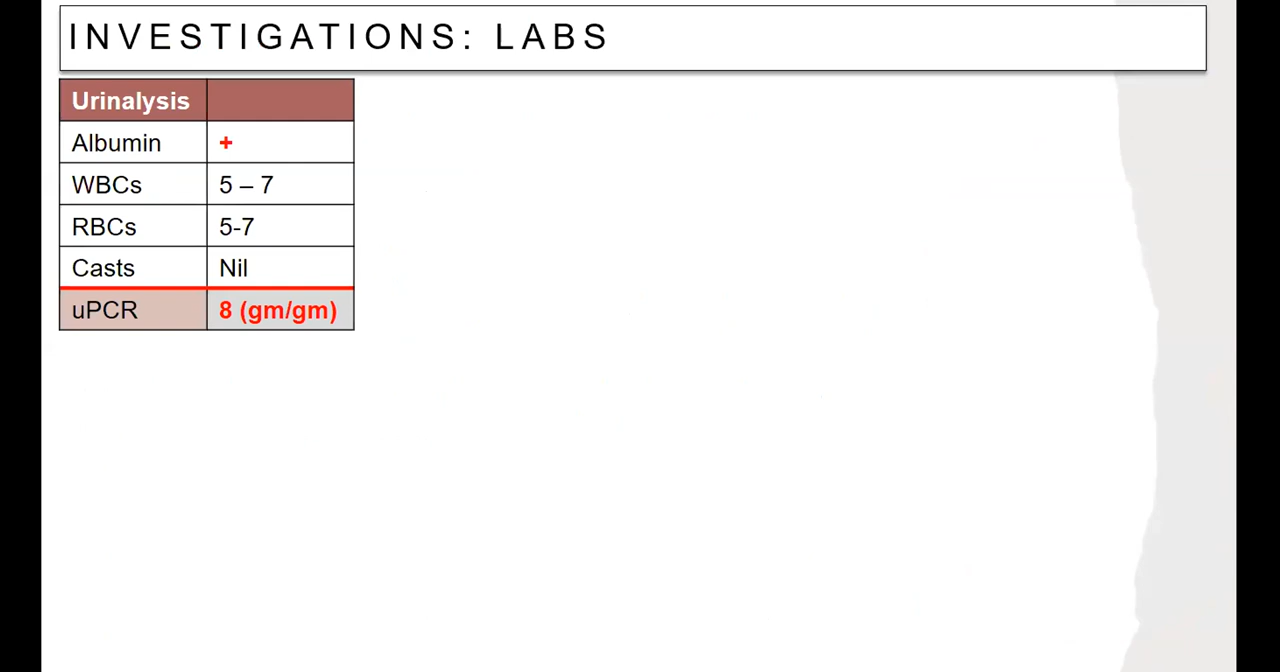 INVESTIGATIONS: LABS
Urinalysis
Albumin +
WBCs 5 – 7
RBCs 5-7
Casts Nil
uPCR 8 (gm/gm)